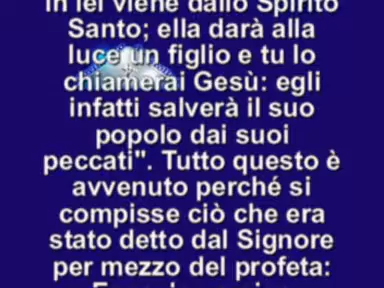 in lei viene dallo Spirito
Santo; ella darà alla
luce un figlio e tu lo
chiamerai Gesù: egli
infatti salverà il suo
popolo dai suoi
peccati". Tutto questo è
avvenuto perché si
compisse ciò che era
stato detto dal Signore
per mezzo del profeta: